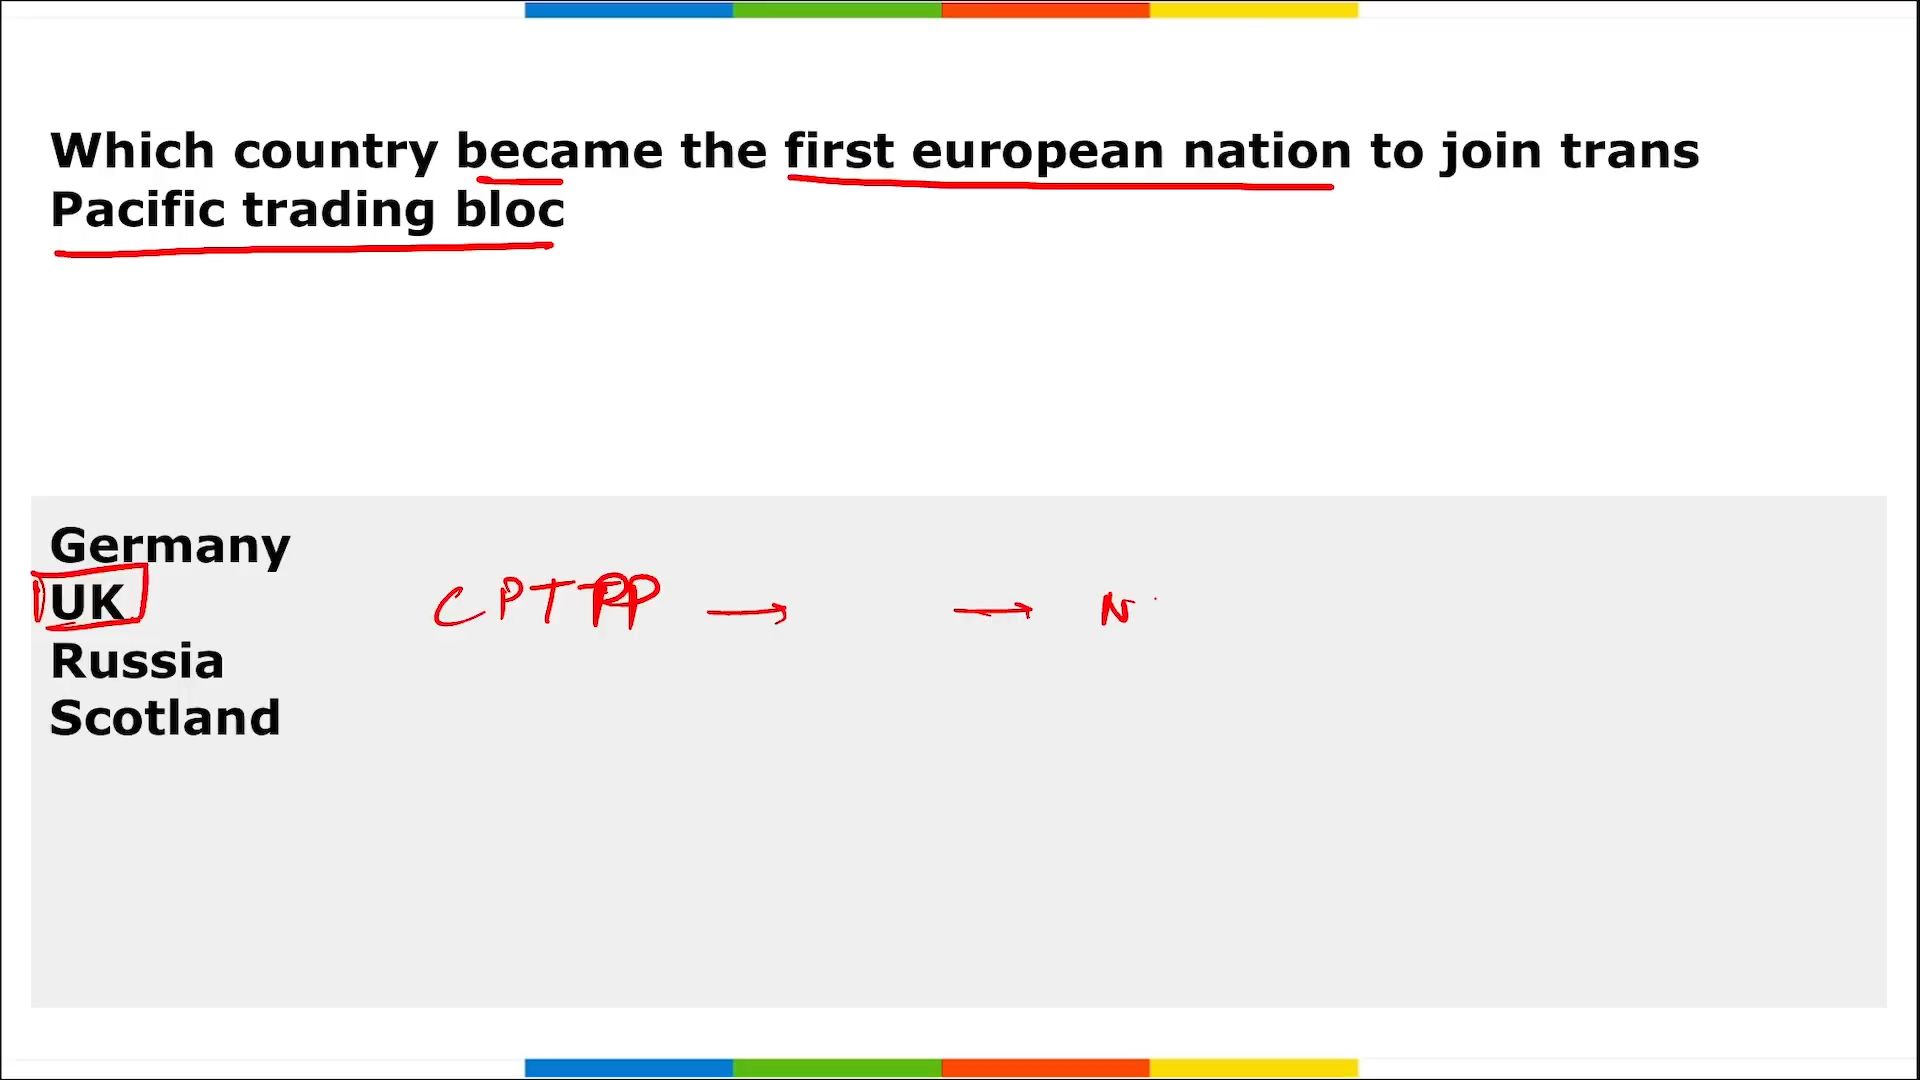 Which country became the first european nation to join trans
Pacific trading bloc
Germany
UK CPTPP → → N
Russia
Scotland